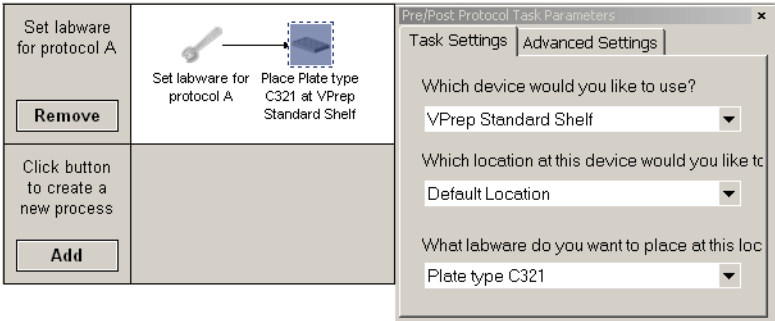 Set labware
for protocol A
Remove
Set labware for
protocol A
Place Plate type
C321 at VPrep
Standard Shelf
Click button
to create a
new process
Add
Pre/Post Protocol Task Parameters
x
Task Settings
Advanced Settings
Which device would you like to use?
VPrep Standard Shelf
Which location at this device would you like to
Default Location
What labware do you want to place at this loc
Plate type C321